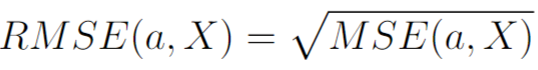 RMSE(a, X) = √MSE(a, X)